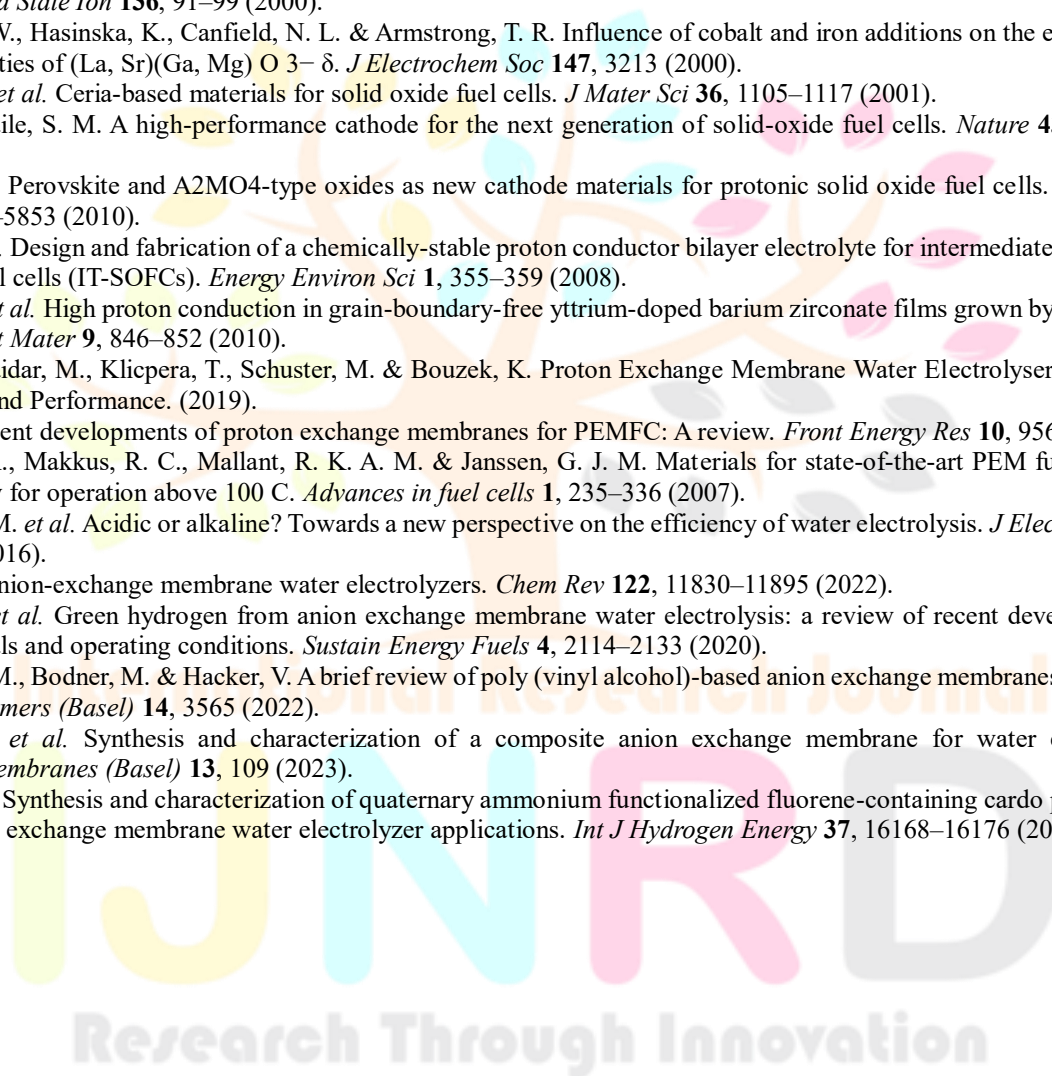 State Ion 136, 91–99 (2000).
V., Hasinska, K., Canfield, N. L. & Armstrong, T. R. Influence of cobalt and iron additions on the e
ties of (La, Sr)(Ga, Mg) O 3− δ. J Electrochem Soc 147, 3213 (2000).
et al. Ceria-based materials for solid oxide fuel cells. J Mater Sci 36, 1105–1117 (2001).
ile, S. M. A high-performance cathode for the next generation of solid-oxide fuel cells. Nature 4
Perovskite and A2MO4-type oxides as new cathode materials for protonic solid oxide fuel cells.
–5853 (2010).
. Design and fabrication of a chemically-stable proton conductor bilayer electrolyte for intermediate
l cells (IT-SOFCs). Energy Environ Sci 1, 355–359 (2008).
t al. High proton conduction in grain-boundary-free yttrium-doped barium zirconate films grown by
t Mater 9, 846–852 (2010).
idar, M., Klicpera, T., Schuster, M. & Bouzek, K. Proton Exchange Membrane Water Electrolyser
nd Performance. (2019).
ent developments of proton exchange membranes for PEMFC: A review. Front Energy Res 10, 956
., Makkus, R. C., Mallant, R. K. A. M. & Janssen, G. J. M. Materials for state-of-the-art PEM fu
y for operation above 100 C. Advances in fuel cells 1, 235–336 (2007).
M. et al. Acidic or alkaline? Towards a new perspective on the efficiency of water electrolysis. J Elec
016).
nion-exchange membrane water electrolyzers. Chem Rev 122, 11830–11895 (2022).
et al. Green hydrogen from anion exchange membrane water electrolysis: a review of recent deve
ls and operating conditions. Sustain Energy Fuels 4, 2114–2133 (2020).
M., Bodner, M. & Hacker, V. A brief review of poly (vinyl alcohol)-based anion exchange membranes
International Research Journal
mers (Basel) 14, 3565 (2022).
et al. Synthesis and characterization of a composite anion exchange membrane for water
embranes (Basel) 13, 109 (2023).
Synthesis and characterization of quaternary ammonium functionalized fluorene-containing cardo
exchange membrane water electrolyzer applications. Int J Hydrogen Energy 37, 16168–16176 (20
IJNRD
Research Through Innovation